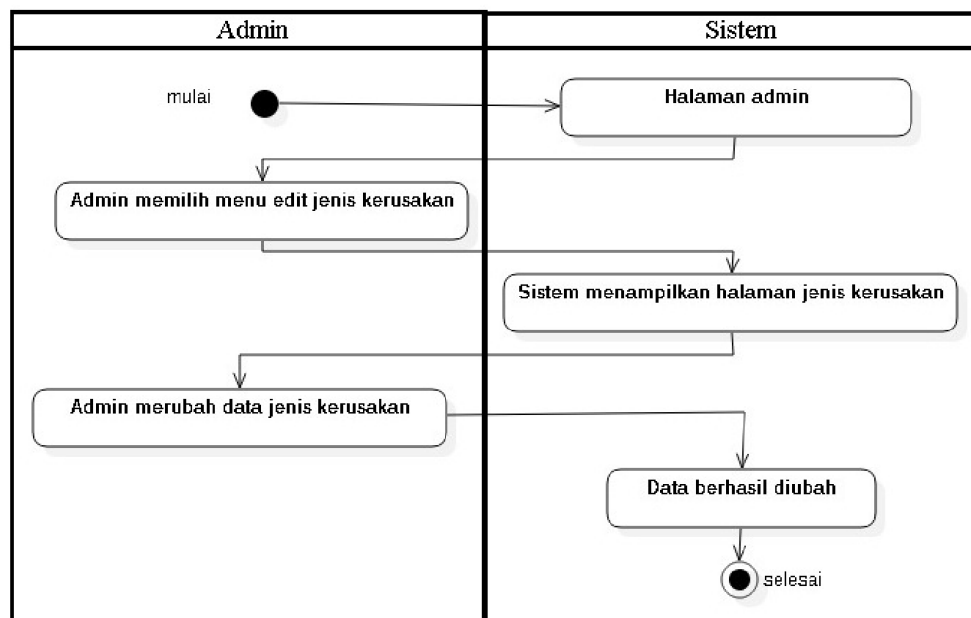 Admin
Sistem
mulai
Halaman admin
Admin memilih menu edit jenis kerusakan
Sistem menampilkan halaman jenis kerusakan
Admin merubah data jenis kerusakan
Data berhasil diubah
selesai